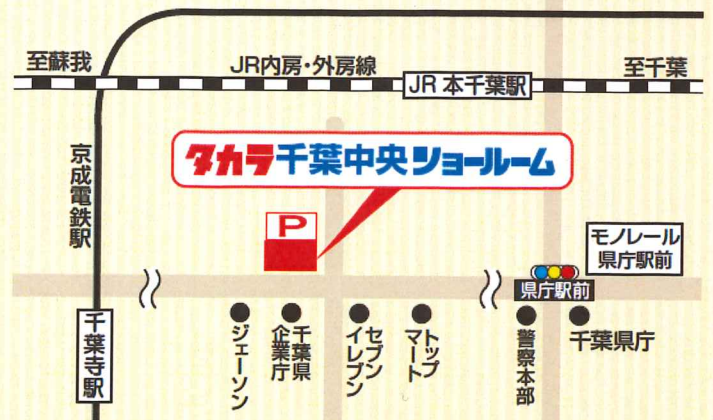 至蘇我
JR内房・外房線
JR 本千葉駅
至千葉
京成電鉄駅
タカラ千葉中央ショールーム
P
モノレール
県庁駅前
県庁駅前
千葉寺駅
ジェーソン
千葉県
企業庁
セブン
イレブン
トップ
マート
警察本部
千葉県庁